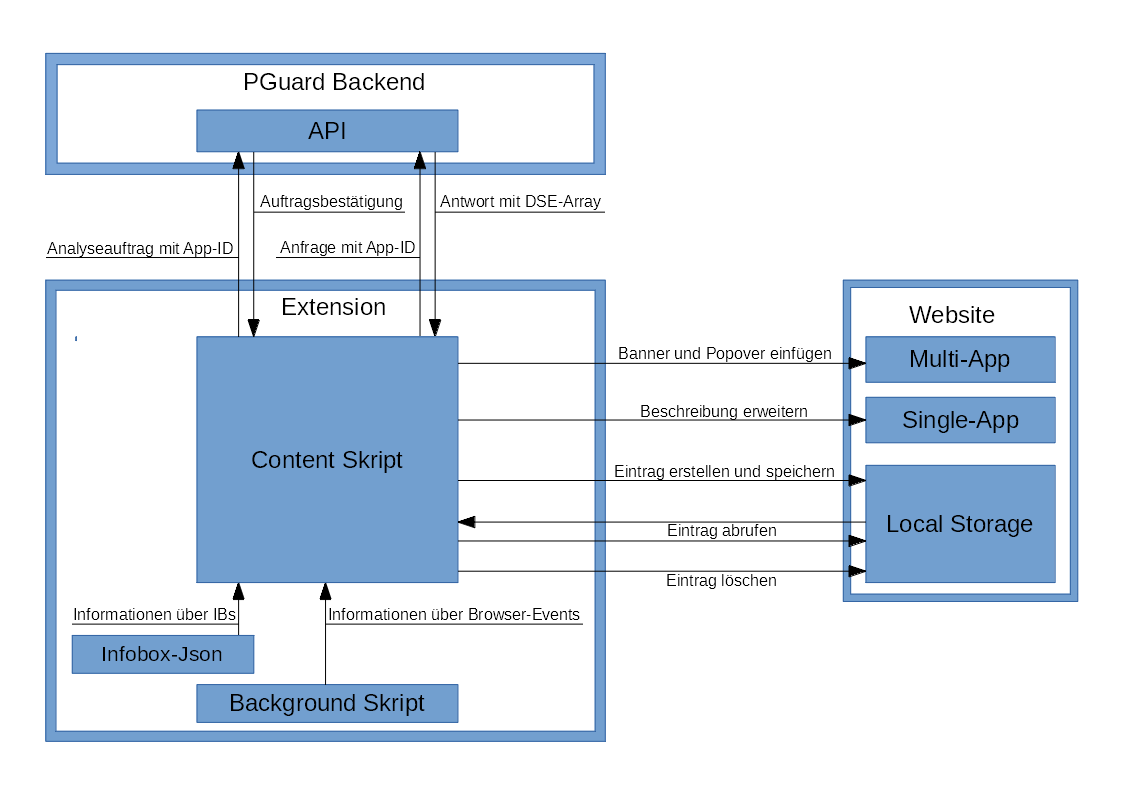 PGuard Backend
API
Auftragsbestätigung
Antwort mit DSE-Array
Analyseauftrag mit App-ID
Anfrage mit App-ID
Extension
Website
Banner und Popover einfügen
Multi-App
Beschreibung erweitern
Single-App
Content Skript
Eintrag erstellen und speichern
Local Storage
Eintrag abrufen
Eintrag löschen
Informationen über IBs
Informationen über Browser-Events
Infobox-Json
Background Skript